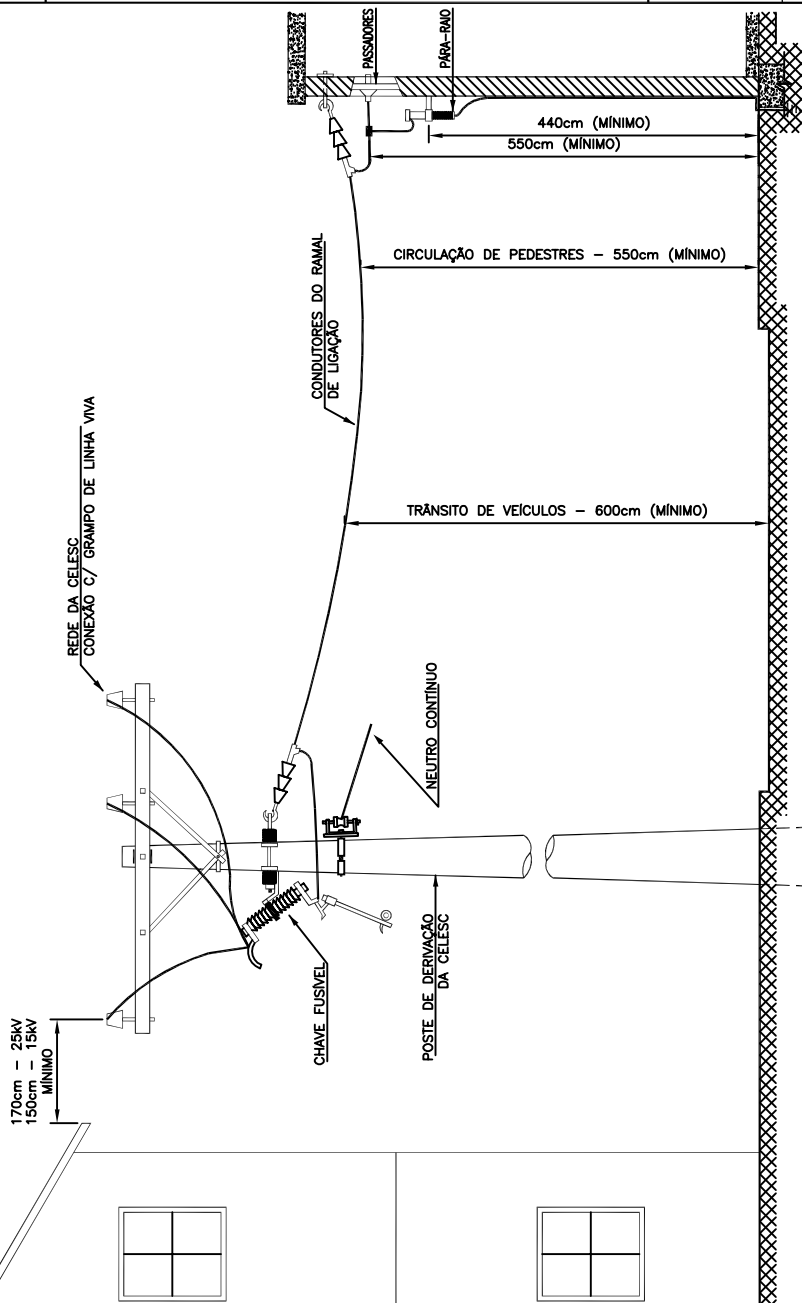 PASSADORES
PÁRA-RAIO
440cm (MÍNIMO)
550cm (MÍNIMO)
CIRCULAÇÃO DE PEDESTRES – 550cm (MÍNIMO)
CONDUTORES DO RAMAL
DE LIGAÇÃO
REDE DA CELESC
CONEXÃO C/ GRAMPO DE LINHA VIVA
TRÂNSITO DE VEÍCULOS – 600cm (MÍNIMO)
NEUTRO CONTÍNUO
CHAVE FUSÍVEL
POSTE DE DERIVAÇÃO
DA CELESC
170cm – 25kV
150cm – 15kV
MÍNIMO